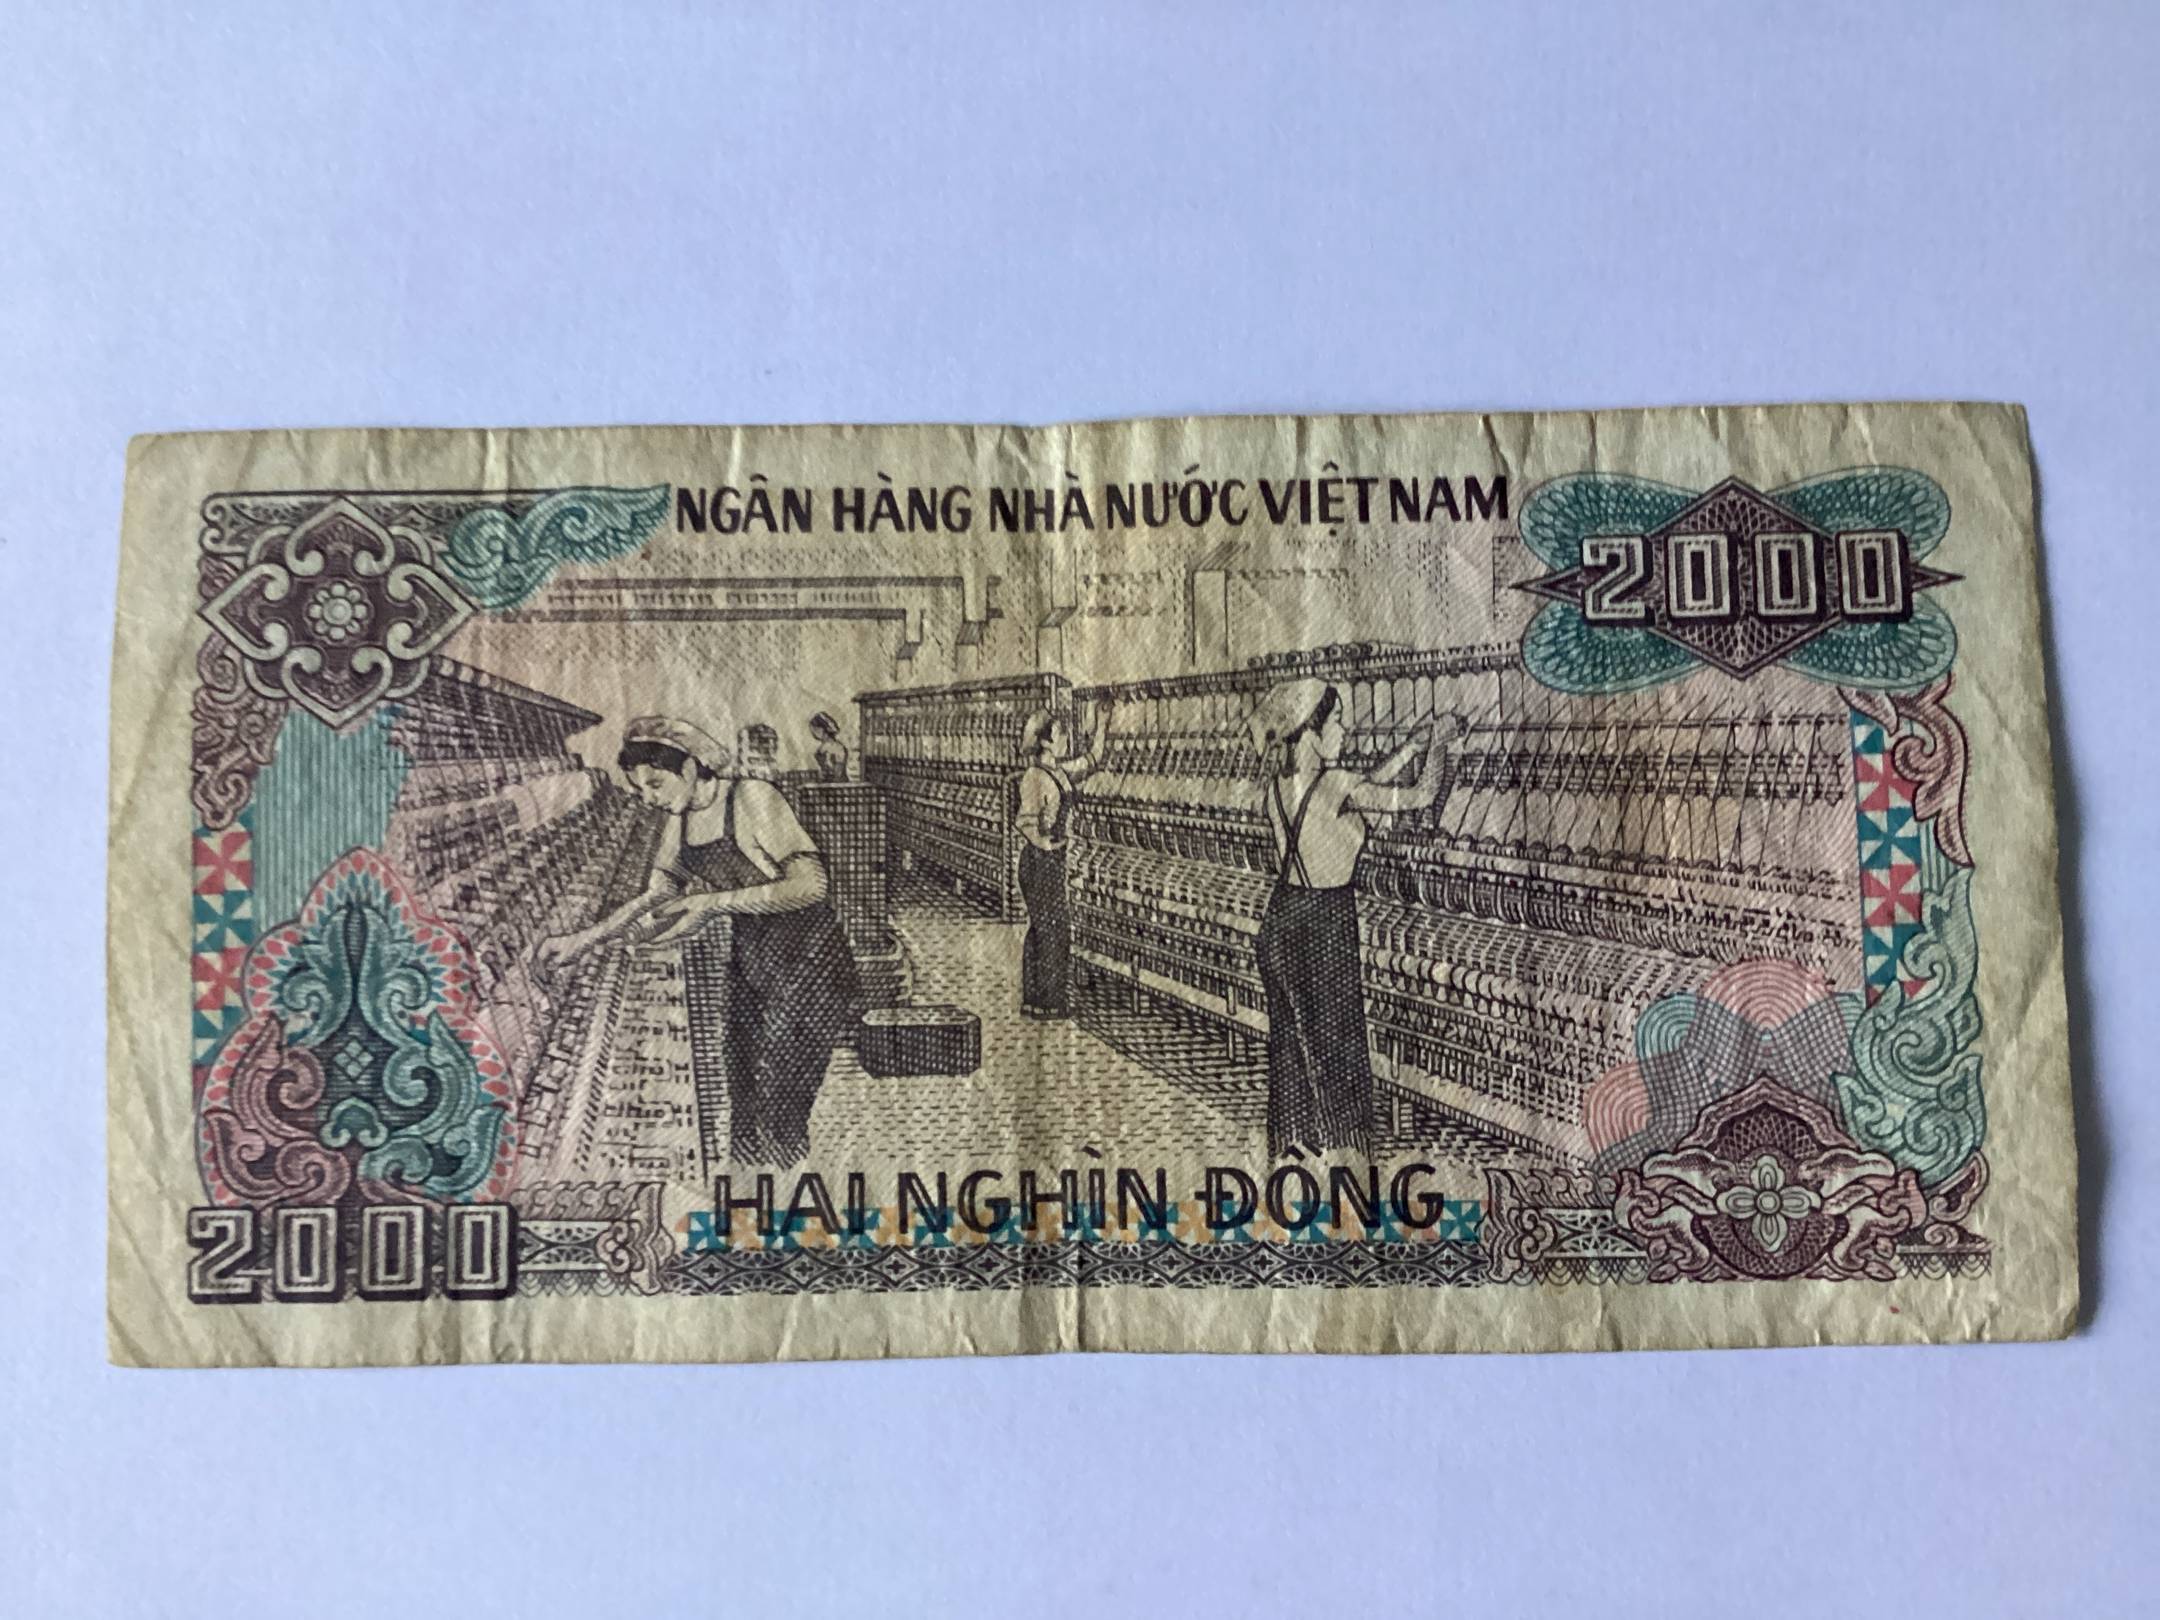 NGÂN HÀNG NHÀ NƯỚC VIỆT NAM
2000
HAI NGHÌN ĐỒNG
2000